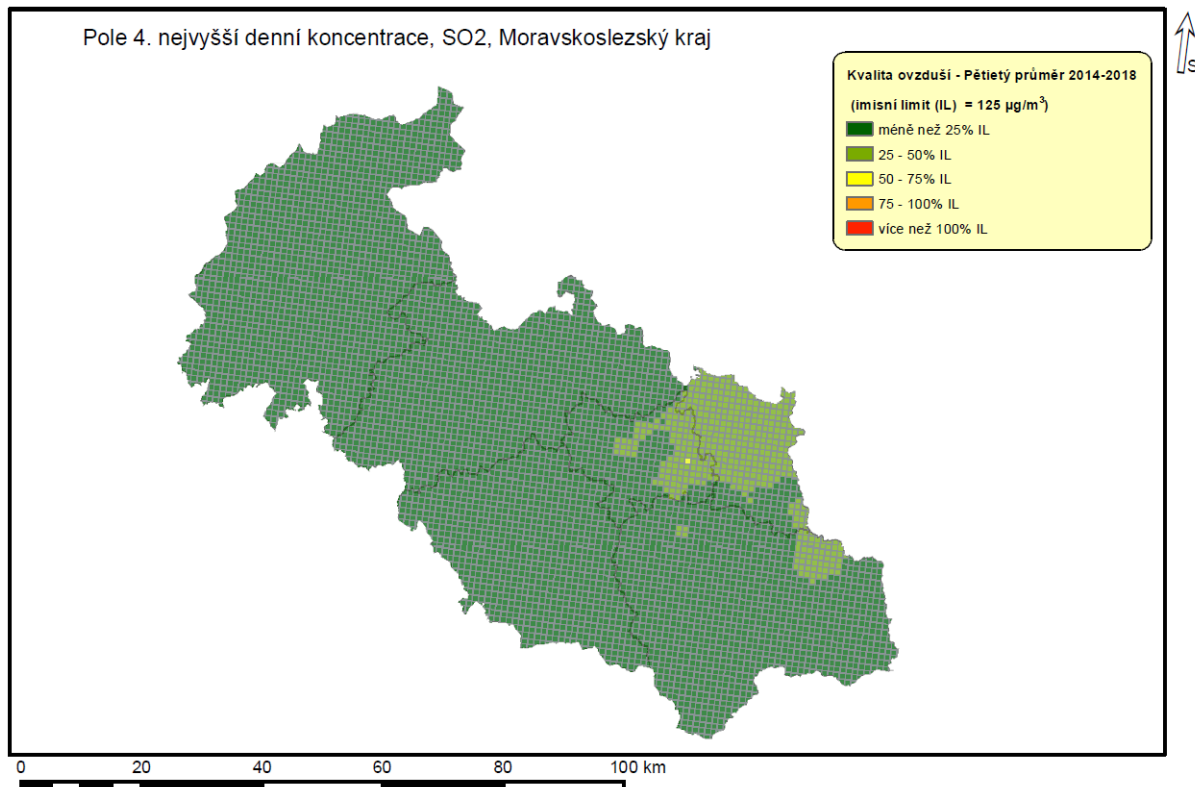 Pole 4. nejvyšší denní koncentrace, SO2, Moravskoslezský kraj
S
Kvalita ovzduší - Pětiletý průměr 2014-2018
(imisní limit (IL) = 125 µg/m³)
méně než 25% IL
25 - 50% IL
50 - 75% IL
75 - 100% IL
více než 100% IL
0 20 40 60 80 100 km